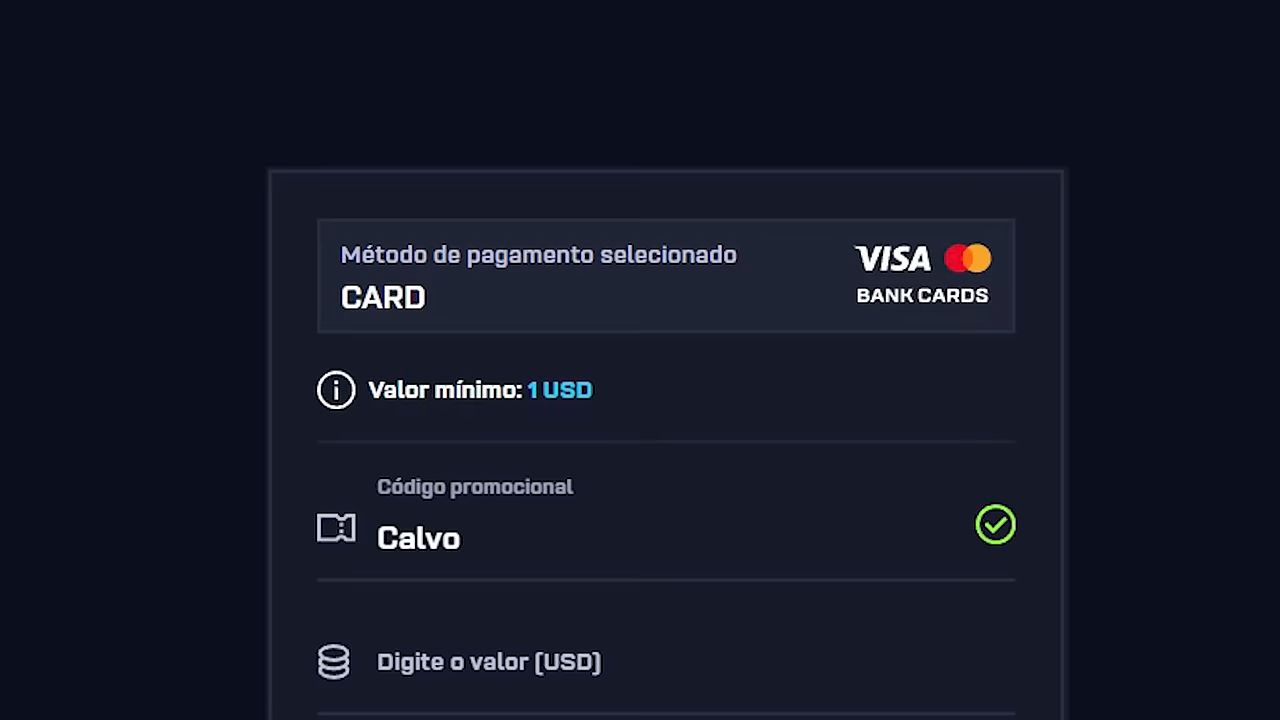 Método de pagamento selecionado
CARD
VISA
BANK CARDS
Valor mínimo: 1 USD
Código promocional
Calvo
Digite o valor (USD)